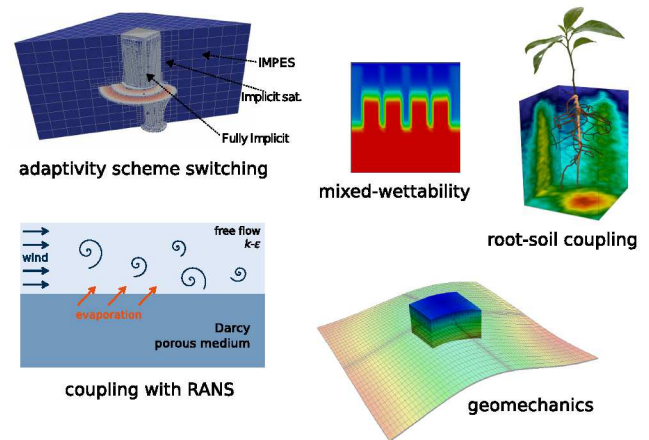 IMPES
Implicit sat.
Fully Implicit
adaptivity scheme switching
mixed-wettability
root-soil coupling
free flow
k-ε
wind
evaporation
Darcy
porous medium
coupling with RANS
geomechanics